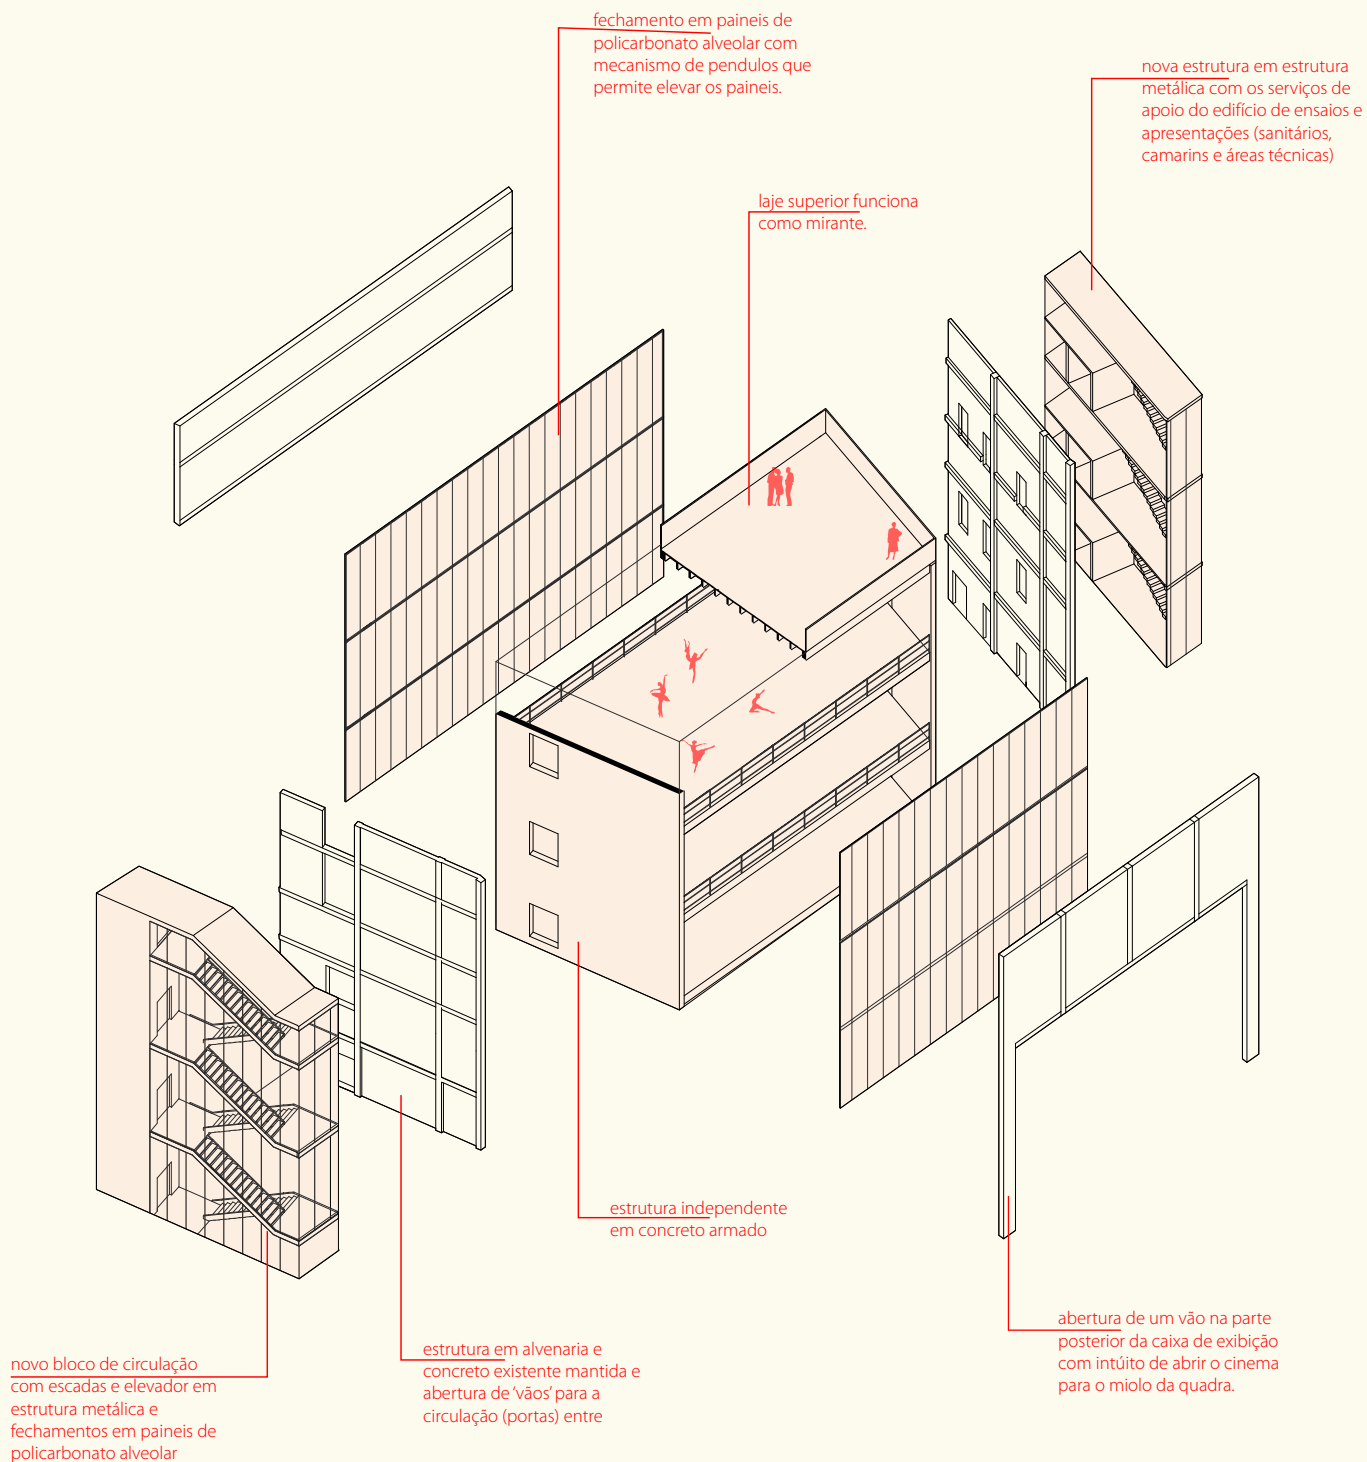 fechamento em paineis de
policarbonato alveolar com
mecanismo de pendulos que
permite elevar os paineis.
nova estrutura em estrutura
metálica com os serviços de
apoio do edifício de ensaios e
apresentações (sanitários,
camarins e áreas técnicas)
laje superior funciona
como mirante.
estrutura independente
em concreto armado
abertura de um vão na parte
posterior da caixa de exibição
com intúito de abrir o cinema
para o miolo da quadra.
estrutura em alvenaria e
concreto existente mantida e
abertura de ‘vãos’ para a
circulação (portas) entre
novo bloco de circulação
com escadas e elevador em
estrutura metálica e
fechamentos em paineis de
policarbonato alveolar